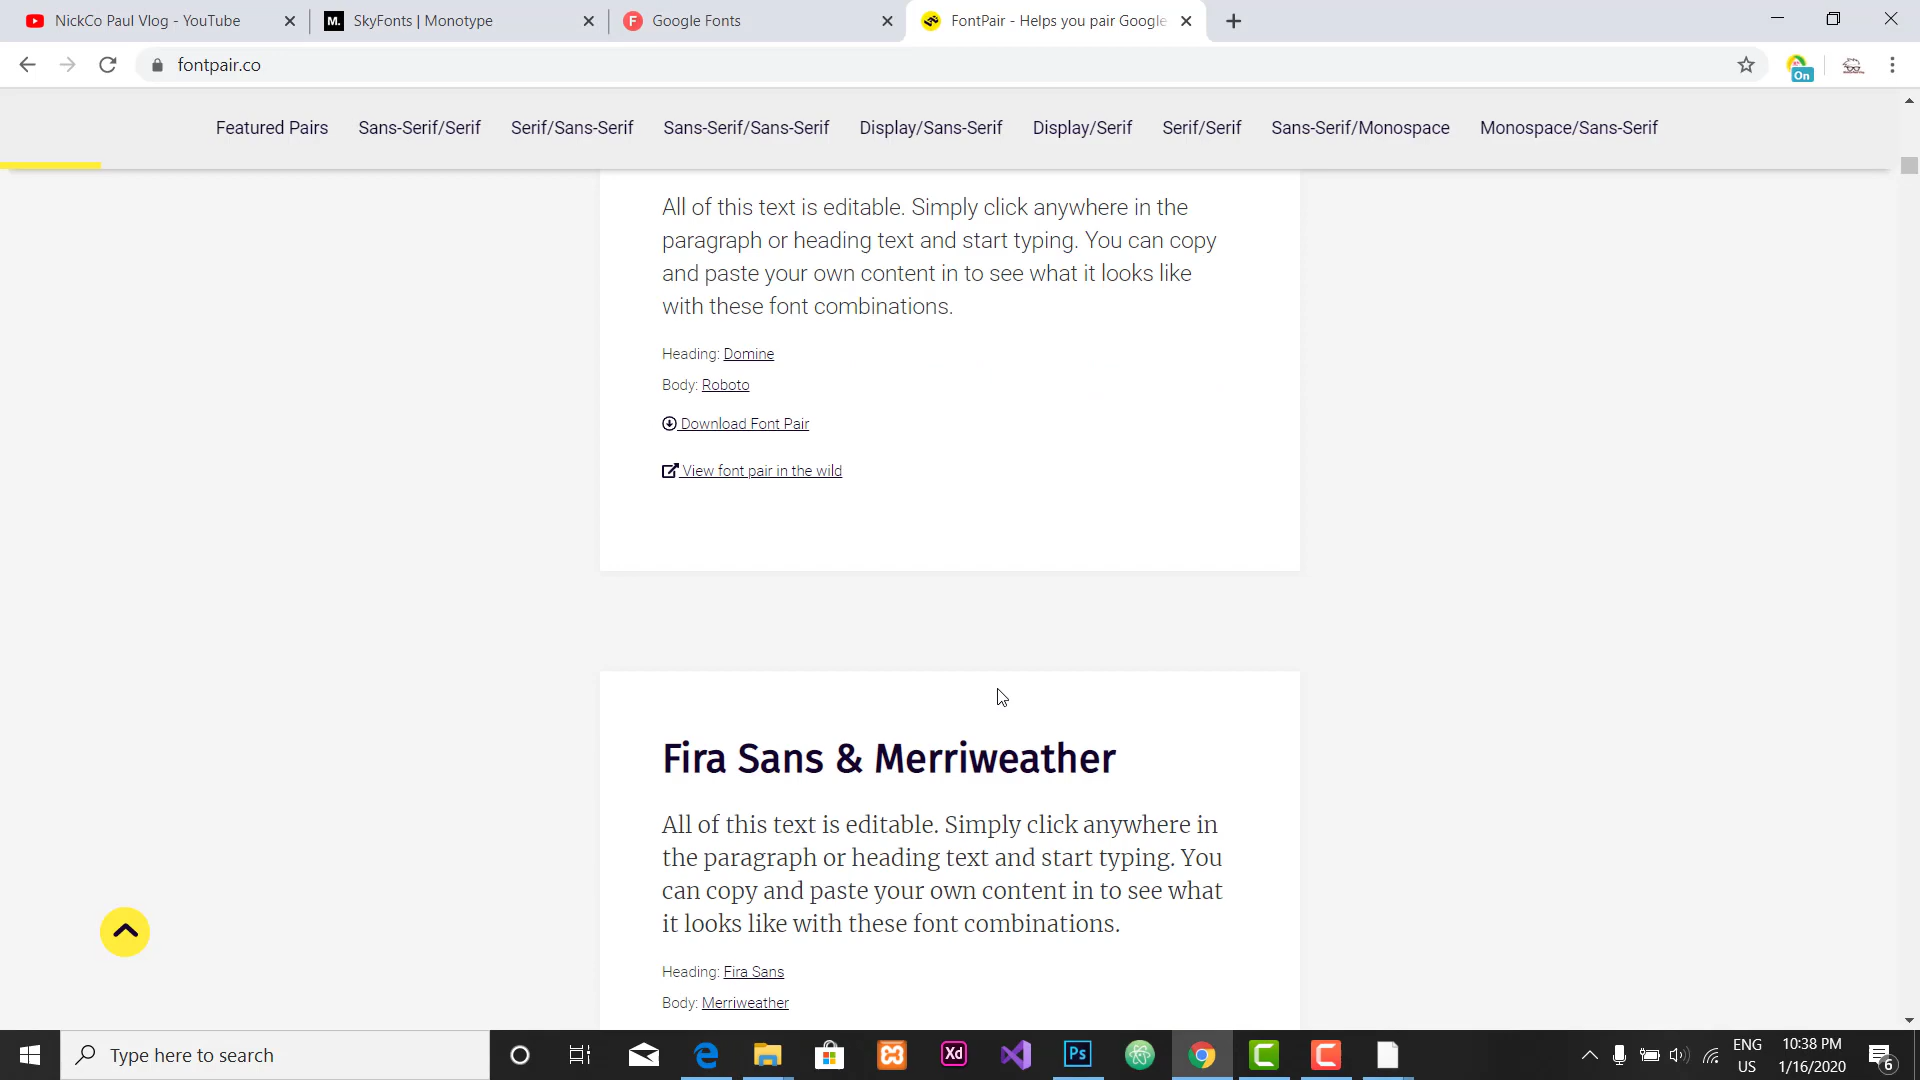 NickCo Paul Vlog - YouTube
M. SkyFonts | Monotype
F Google Fonts
FontPair - Helps you pair Google
fontpair.co
On
Featured Pairs Sans-Serif/Serif Serif/Sans-Serif Sans-Serif/Sans-Serif Display/Sans-Serif Display/Serif Serif/Serif Sans-Serif/Monospace Monospace/Sans-Serif
All of this text is editable. Simply click anywhere in the
paragraph or heading text and start typing. You can copy
and paste your own content in to see what it looks like
with these font combinations.
Heading: Domine
Body: Roboto
Download Font Pair
View font pair in the wild
Fira Sans & Merriweather
All of this text is editable. Simply click anywhere in
the paragraph or heading text and start typing. You
can copy and paste your own content in to see what
it looks like with these font combinations.
Heading: Fira Sans
Body: Merriweather
Type here to search
Xd
Ps
ENG
US
10:38 PM
1/16/2020
6